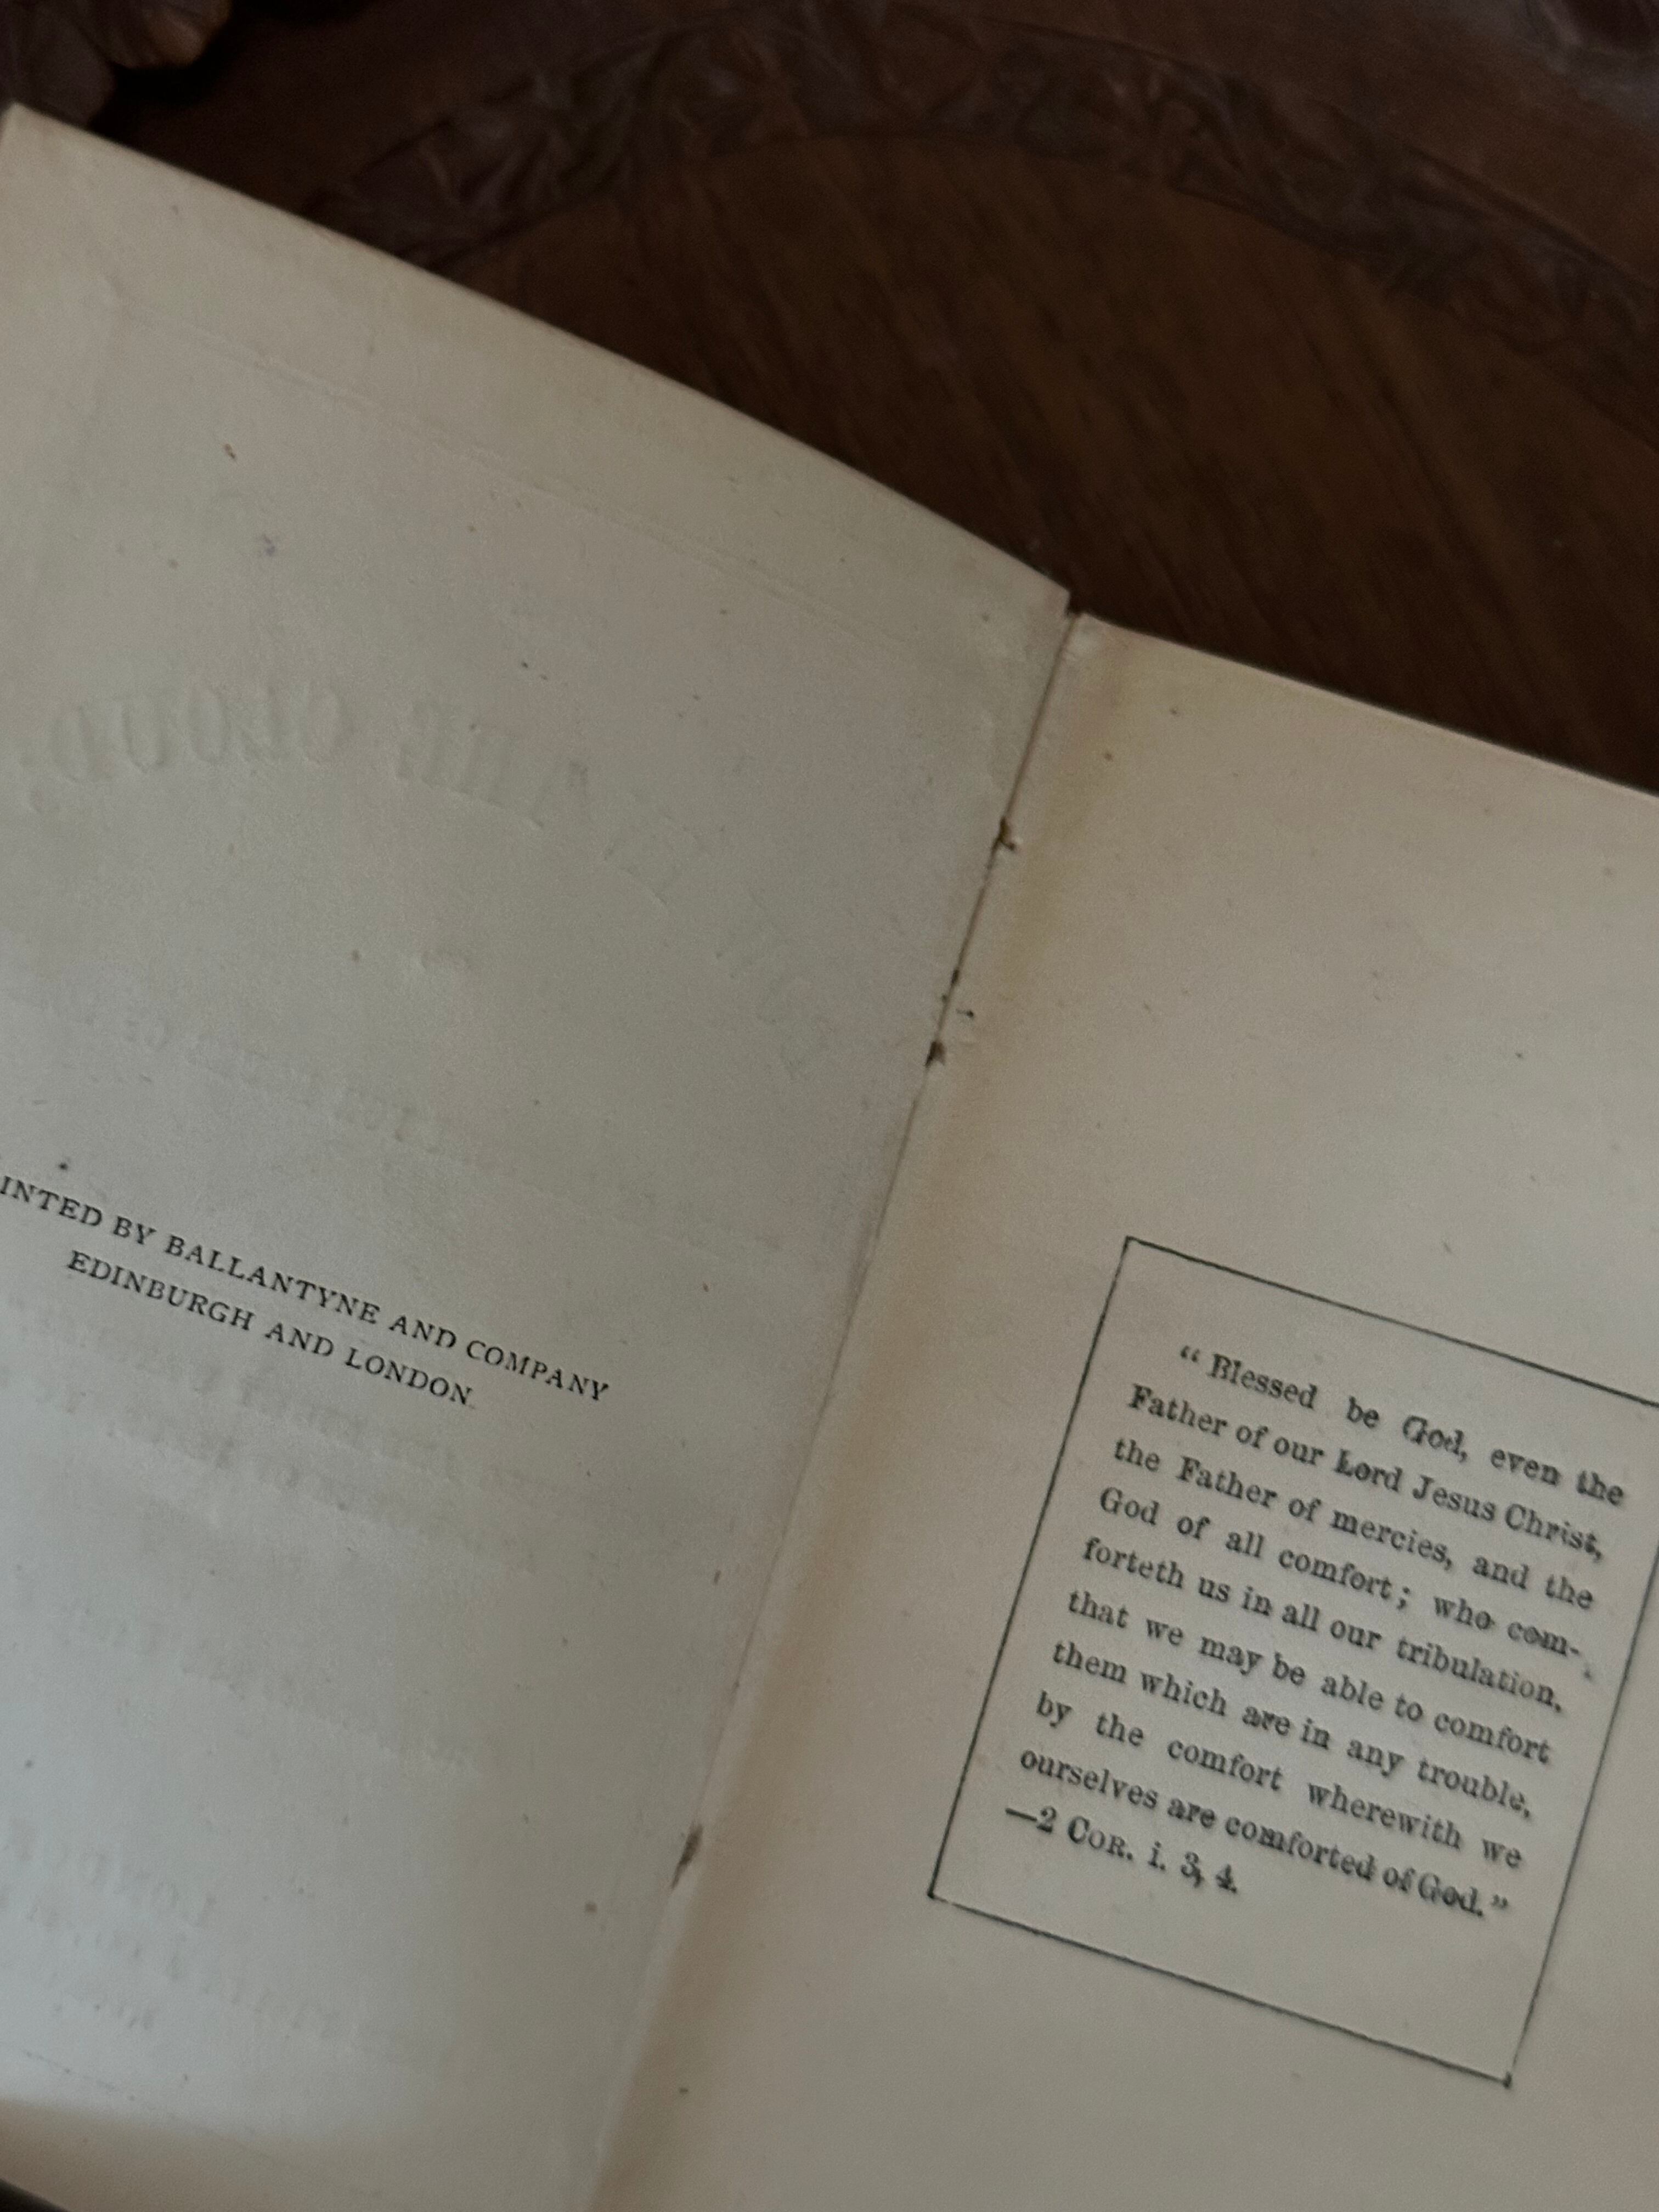 INTED BY BALLANTYNE AND COMPANY
EDINBURGH AND LONDON
“Blessed be God, even the
Father of our Lord Jesus Christ,
the Father of mercies, and the
God of all comfort; who com-
forteth us in all our tribulation,
that we may be able to comfort
them which are in any trouble,
by the comfort wherewith we
ourselves are comforted of God.”
—2 COR. i. 3, 4.